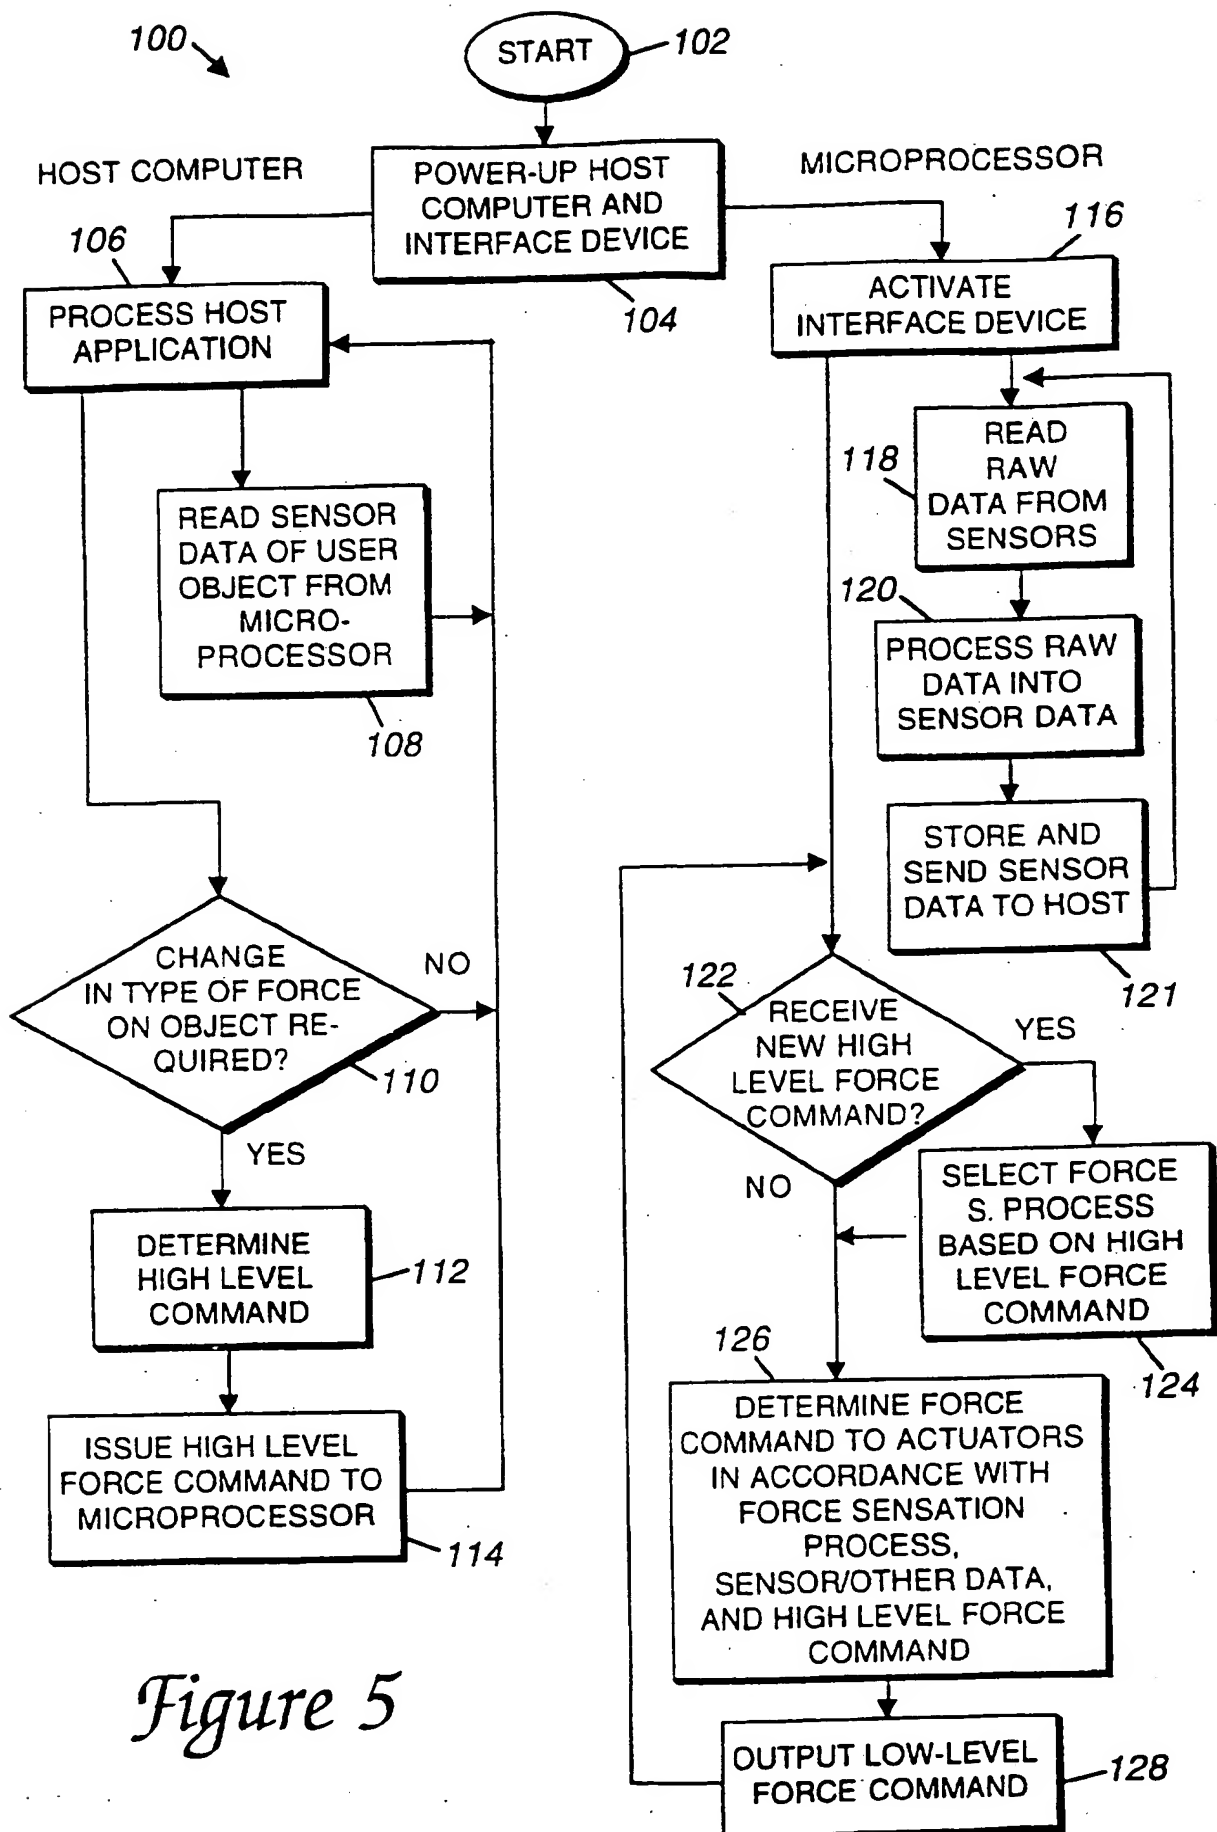 100
START
102
HOST COMPUTER
POWER-UP HOST
COMPUTER AND
INTERFACE DEVICE
104
MICROPROCESSOR
106
PROCESS HOST
APPLICATION
READ SENSOR
DATA OF USER
OBJECT FROM
MICRO-
PROCESSOR
108
CHANGE
IN TYPE OF FORCE
ON OBJECT RE-
QUIRED?
NO
110
YES
DETERMINE
HIGH LEVEL
COMMAND
112
ISSUE HIGH LEVEL
FORCE COMMAND TO
MICROPROCESSOR
114
116
ACTIVATE
INTERFACE DEVICE
118
READ
RAW
DATA FROM
SENSORS
120
PROCESS RAW
DATA INTO
SENSOR DATA
STORE AND
SEND SENSOR
DATA TO HOST
121
122
RECEIVE
NEW HIGH
LEVEL FORCE
COMMAND?
YES
NO
SELECT FORCE
S. PROCESS
BASED ON HIGH
LEVEL FORCE
COMMAND
124
126
DETERMINE FORCE
COMMAND TO ACTUATORS
IN ACCORDANCE WITH
FORCE SENSATION
PROCESS,
SENSOR/OTHER DATA,
AND HIGH LEVEL FORCE
COMMAND
OUTPUT LOW-LEVEL
FORCE COMMAND
128
Figure 5